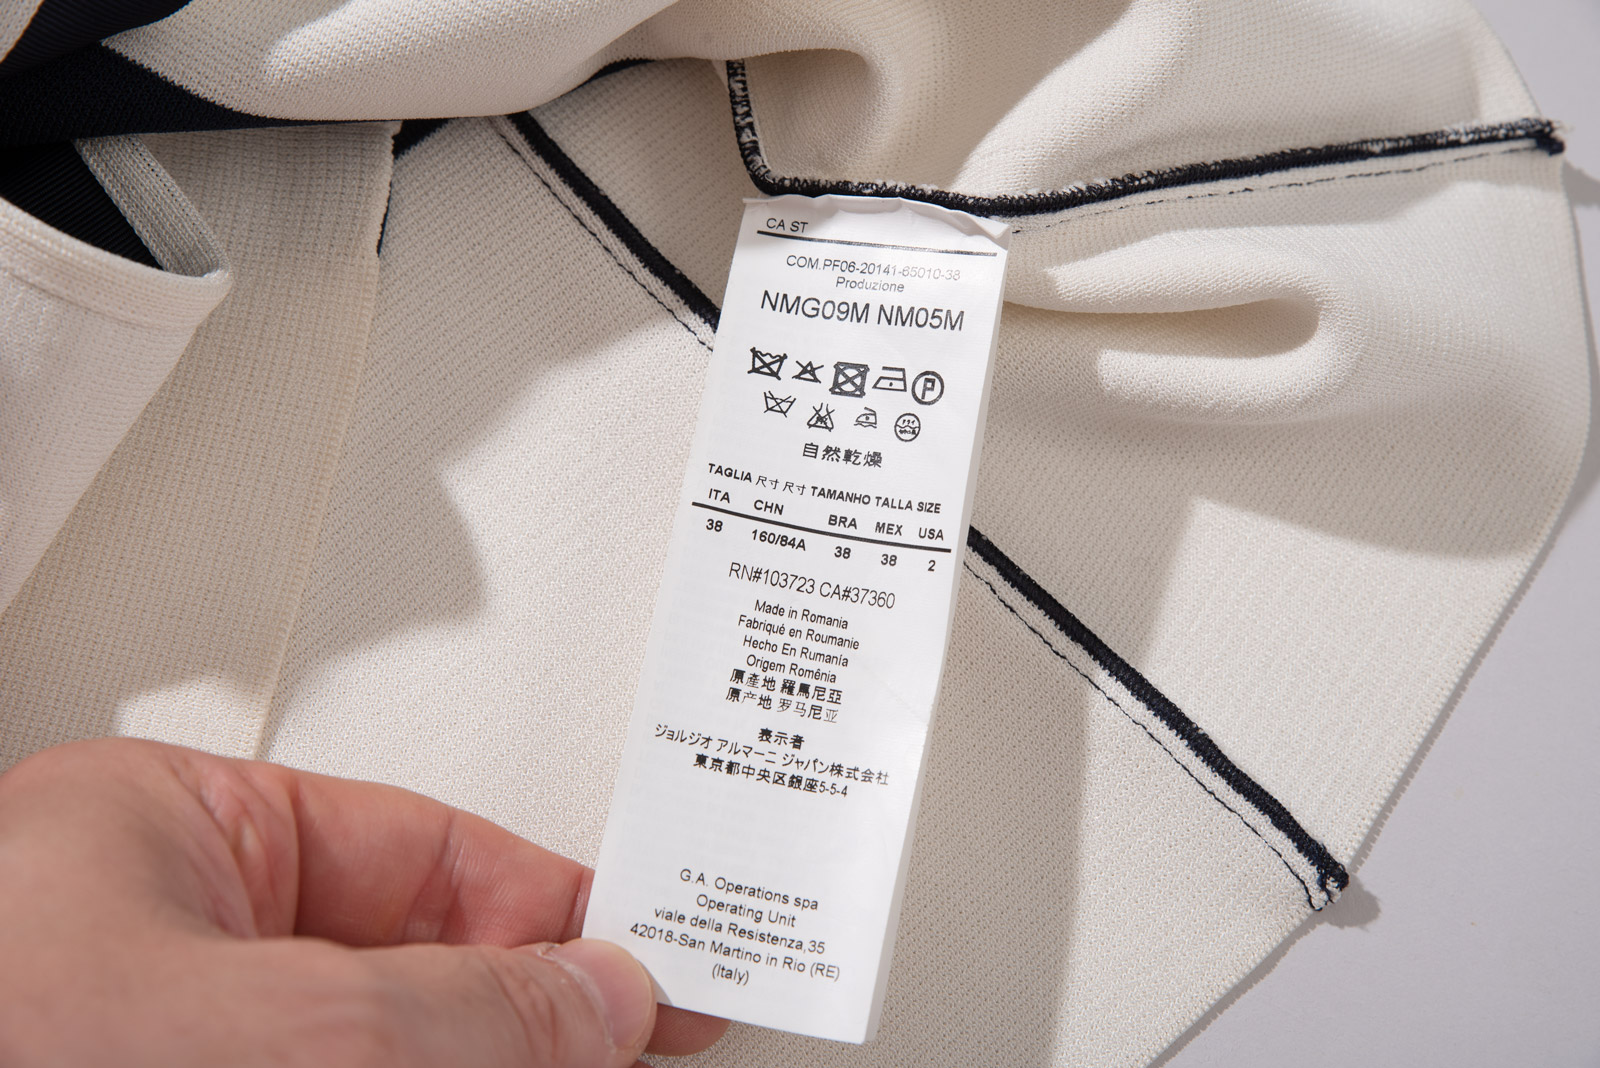 CA ST
COM.PF06-20141-65010-38
Produzione
NMG09M NM05M
P
自然乾燥
TAGLIA 尺寸 尺寸 TAMANHO TALLA SIZE
ITA CHN BRA MEX USA
38 160/84A 38 38 2
RN#103723 CA#37360
Made in Romania
Fabriqué en Roumanie
Hecho En Rumanía
Origem Romênia
原產地 羅馬尼亞
原产地 罗马尼亚
表示者
ジョルジオ アルマーニ ジャパン株式会社
東京都中央区銀座5-5-4
G.A. Operations spa
Operating Unit
viale della Resistenza,35
42018-San Martino in Rio (RE)
(Italy)